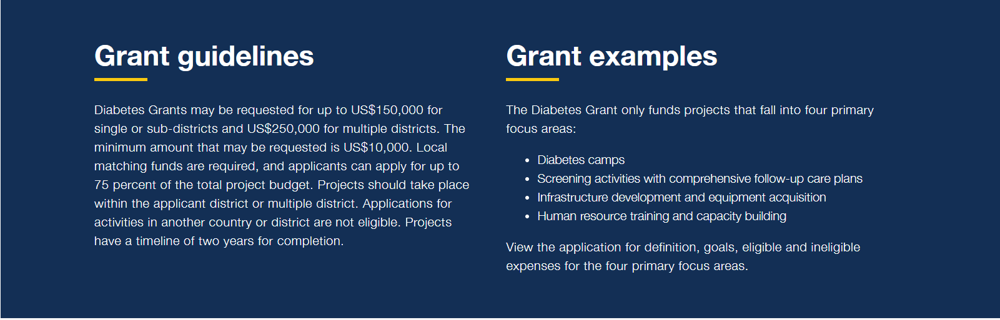 Grant guidelines
Diabetes Grants may be requested for up to US$150,000 for
single or sub-districts and US$250,000 for multiple districts. The
minimum amount that may be requested is US$10,000. Local
matching funds are required, and applicants can apply for up to
75 percent of the total project budget. Projects should take place
within the applicant district or multiple district. Applications for
activities in another country or district are not eligible. Projects
have a timeline of two years for completion.
Grant examples
The Diabetes Grant only funds projects that fall into four primary
focus areas:
• Diabetes camps
• Screening activities with comprehensive follow-up care plans
• Infrastructure development and equipment acquisition
• Human resource training and capacity building
View the application for definition, goals, eligible and ineligible
expenses for the four primary focus areas.